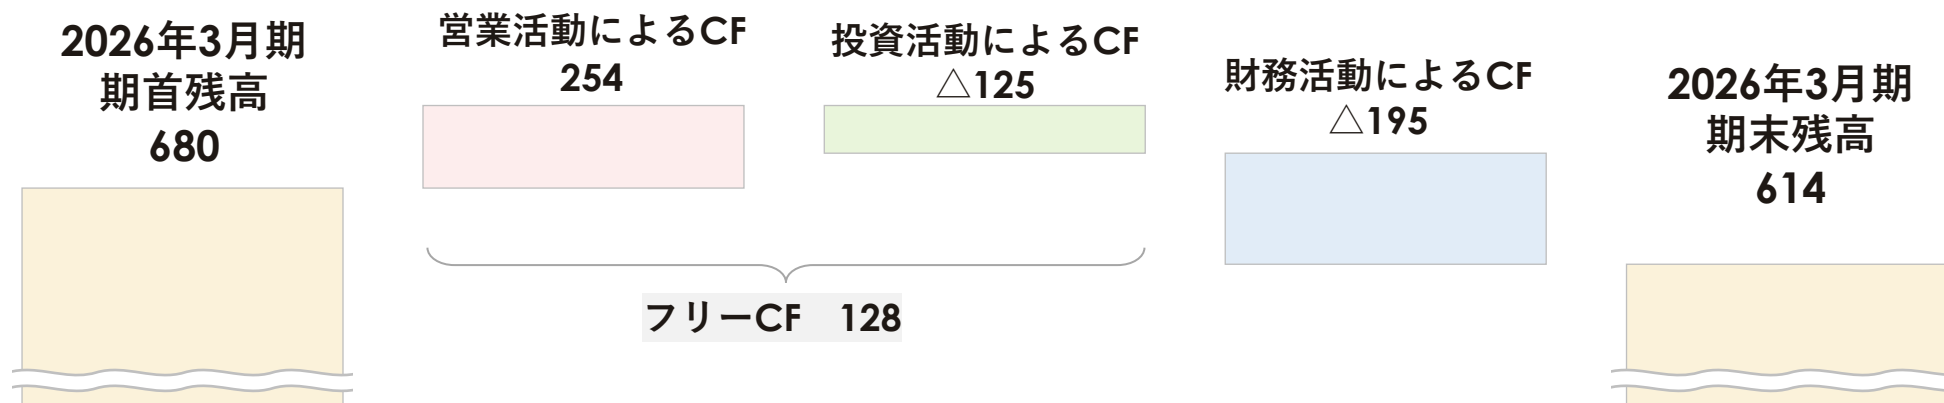 2026年3月期
期首残高
680
営業活動によるCF
254
投資活動によるCF
△125
財務活動によるCF
△195
2026年3月期
期末残高
614
フリーCF　128